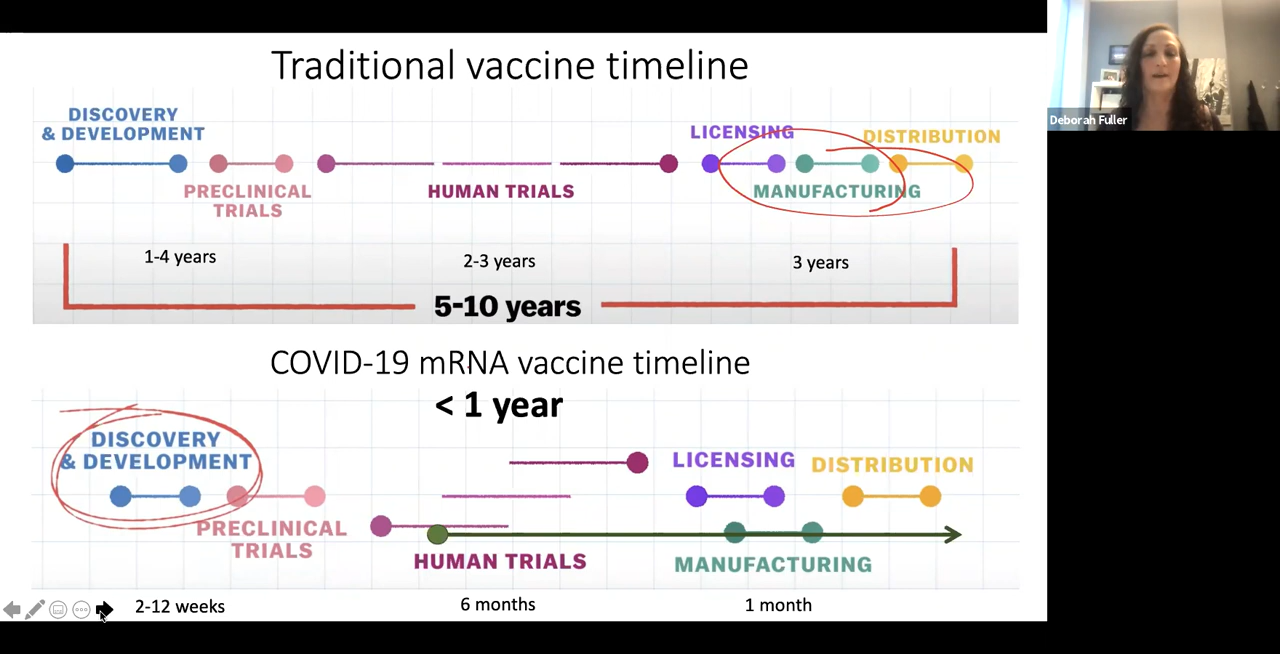 Traditional vaccine timeline
DISCOVERY
& DEVELOPMENT
PRECLINICAL
TRIALS
HUMAN TRIALS
LICENSING
MANUFACTURING
DISTRIBUTION
1-4 years
2-3 years
3 years
5-10 years
COVID-19 mRNA vaccine timeline
< 1 year
DISCOVERY
& DEVELOPMENT
PRECLINICAL
TRIALS
HUMAN TRIALS
LICENSING
MANUFACTURING
DISTRIBUTION
2-12 weeks
6 months
1 month
Deborah Fuller